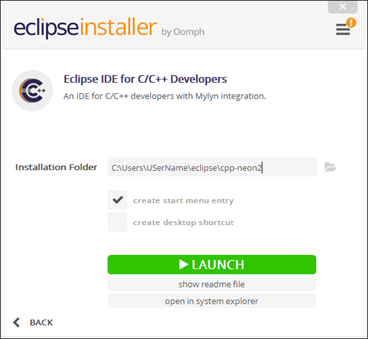 eclipseinstaller by Oomph
Eclipse IDE for C/C++ Developers
An IDE for C/C++ developers with Mylyn integration.
Installation Folder C:\Users\USerName\eclipse\cpp-neon2
create start menu entry
create desktop shortcut
LAUNCH
show readme file
open in system explorer
BACK